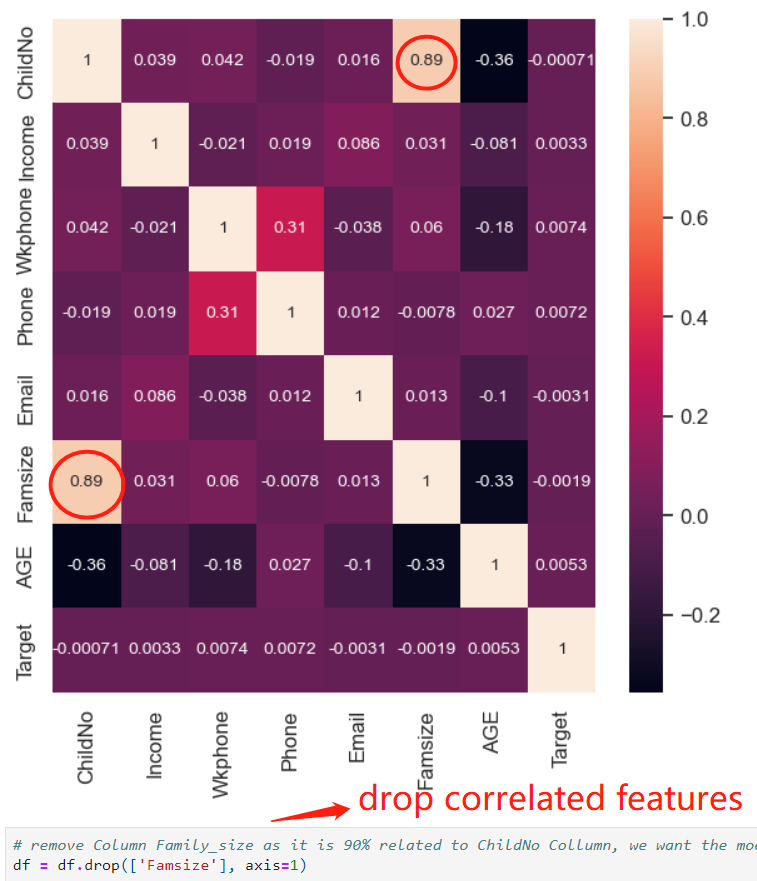 1.0
ChildNo 1 0.039 0.042 -0.019 0.016 0.89 -0.36 -0.00071
0.8
Income 0.039 1 -0.021 0.019 0.086 0.031 -0.081 0.0033
Wkphone 0.042 -0.021 1 0.31 -0.038 0.06 -0.18 0.0074
0.6
Phone -0.019 0.019 0.31 1 0.012 -0.0078 0.027 0.0072
0.4
Email 0.016 0.086 -0.038 0.012 1 0.013 -0.1 -0.0031
0.2
Famsize 0.89 0.031 0.06 -0.0078 0.013 1 -0.33 -0.0019
0.0
AGE -0.36 -0.081 -0.18 0.027 -0.1 -0.33 1 0.0053
−0.2
Target -0.00071 0.0033 0.0074 0.0072 -0.0031 -0.0019 0.0053 1
ChildNo Income Wkphone Phone Email Famsize AGE Target
drop correlated features
# remove Column Family_size as it is 90% related to ChildNo Collumn, we want the
df = df.drop(['Famsize'], axis=1)